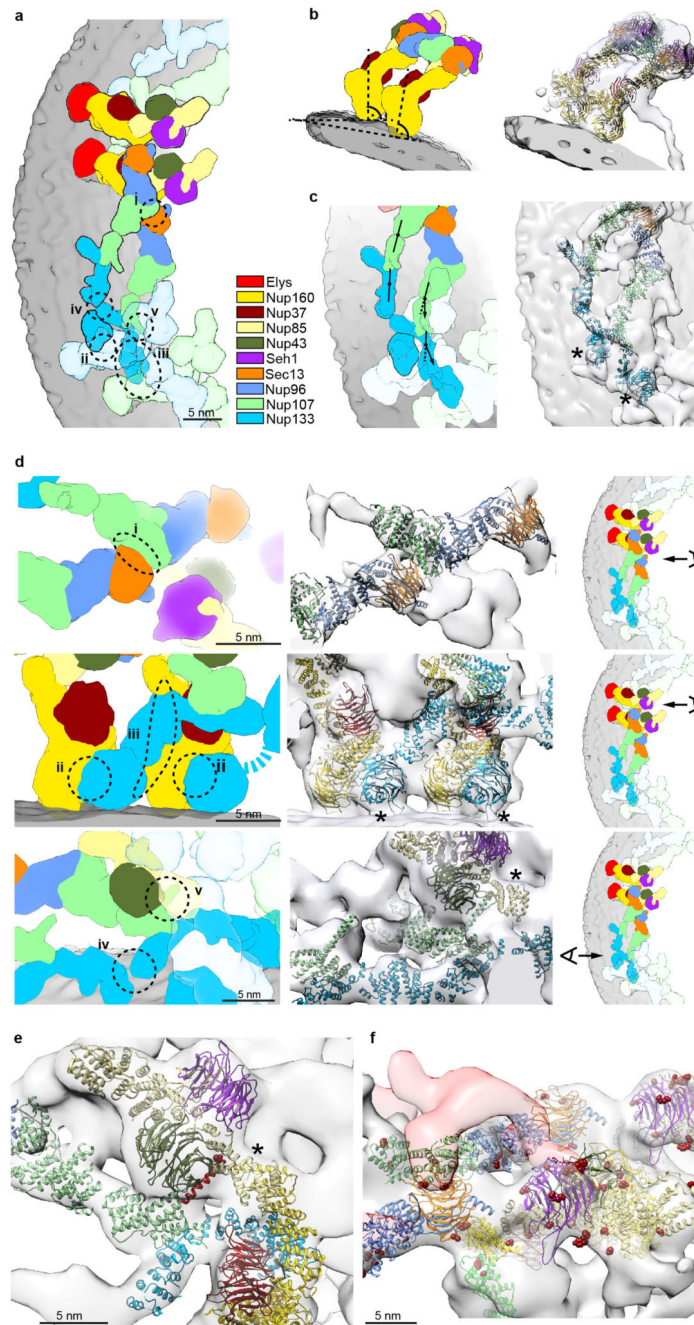 a
b
i
iv
v
ii
iii
5 nm
Elys
Nup160
Nup37
Nup85
Nup43
Seh1
Sec13
Nup96
Nup107
Nup133
c
*
*
d
i
5 nm
ii
iii
ii
5 nm
*
*
v
iv
5 nm
*
e
*
5 nm
f
5 nm